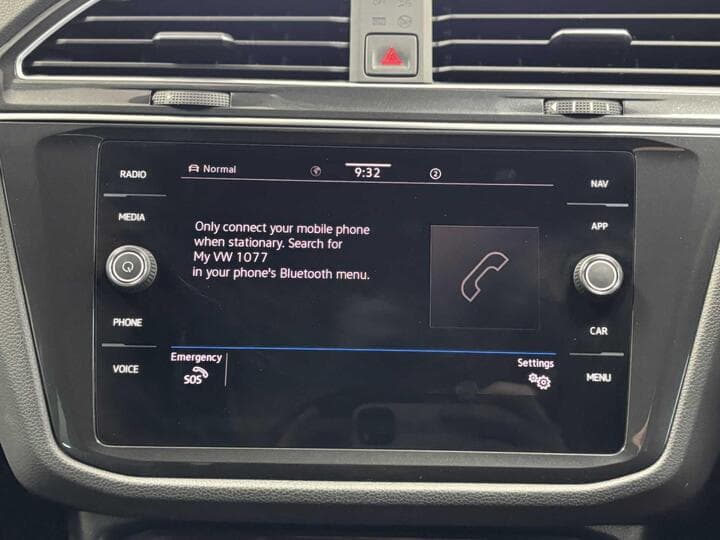 RADIO
MEDIA
PHONE
VOICE
Normal
9:32
2
Only connect your mobile phone
when stationary. Search for
My VW 1077
in your phone's Bluetooth menu.
Emergency
SOS
Settings
NAV
APP
CAR
MENU